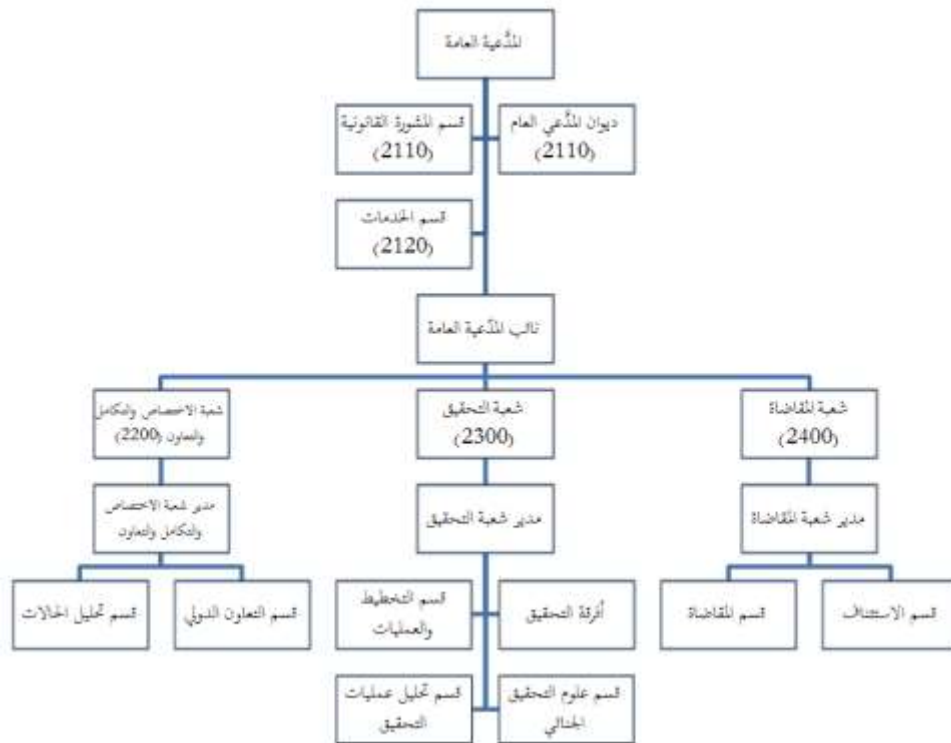 المدَّعية العامة
ديوان المدَّعي العام
(2110)
قسم المشورة القانونية
(2110)
قسم الخدمات
(2120)
نائب المدَّعية العامة
شعبة المقاضاة
(2400)
شعبة التحقيق
(2300)
شعبة الاختصاص والتكامل
والتعاون (2200)
مدير شعبة المقاضاة
مدير شعبة التحقيق
مدير شعبة الاختصاص
والتكامل والتعاون
قسم الاستئناف
قسم المقاضاة
أفرقة التحقيق
قسم التخطيط
والعمليات
قسم التعاون الدولي
قسم تحليل الحالات
قسم علوم التحقيق
الجنائي
قسم تحليل عمليات
التحقيق